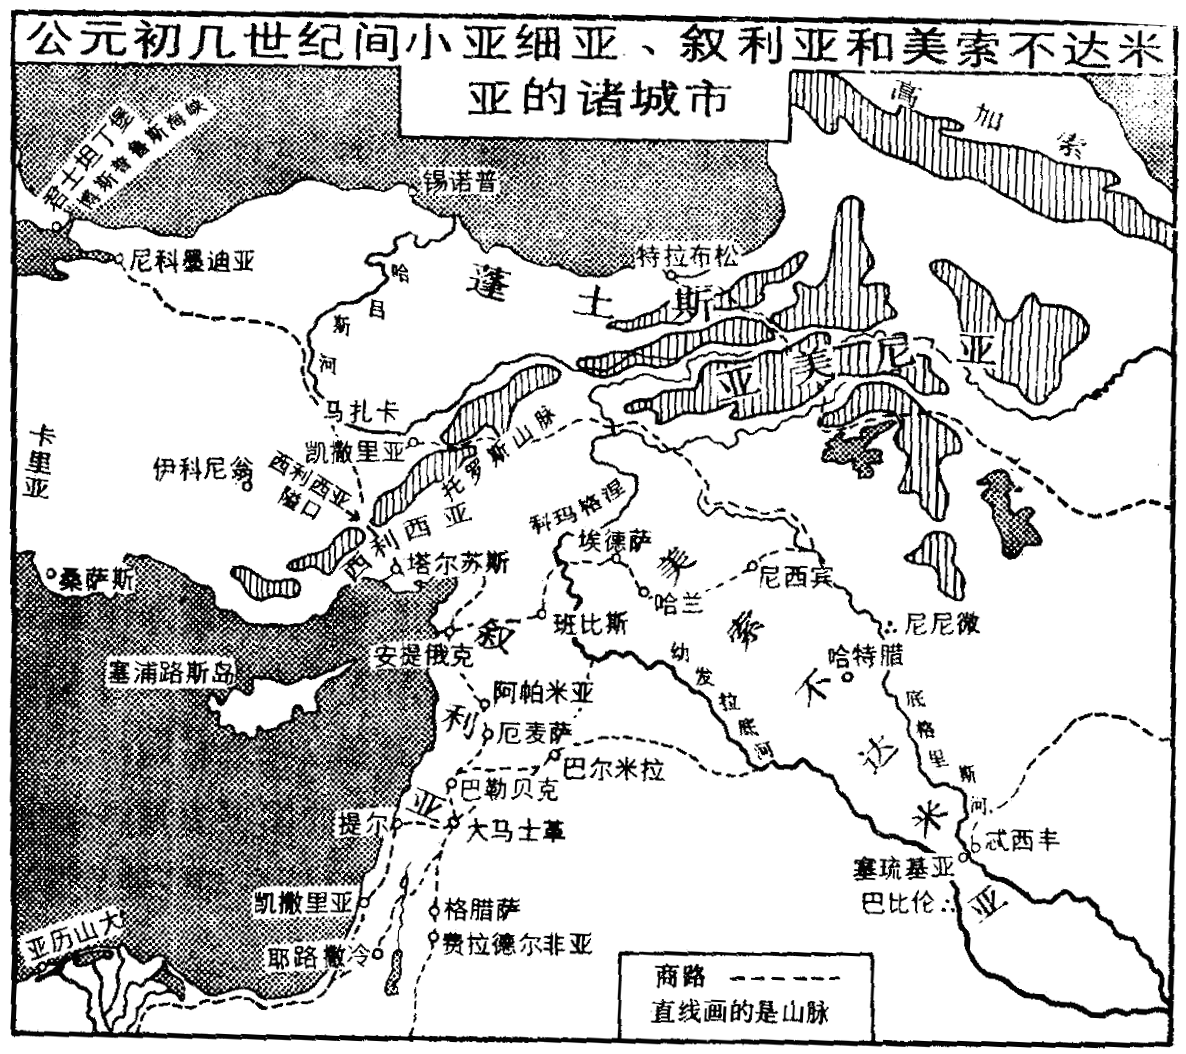 公元初几世纪间小亚细亚、叙利亚和美索不达米
亚的诸城市
高加索
君士坦丁堡
博斯普鲁斯海峡
锡诺普
尼科墨迪亚
特拉布松
蓬土斯
哈吕斯河
亚美尼亚
马扎卡
凯撒里亚
卡里亚
伊科尼翁
西利西亚
隘口
托罗斯山脉
西利西亚
科玛格涅
桑萨斯
塔尔苏斯
埃德萨
哈兰
尼西宾
班比斯
尼尼微
哈特腊
安提俄克
塞浦路斯岛
叙利亚
美索不达米亚
幼发拉底河
底格里斯河
阿帕米亚
厄麦萨
巴尔米拉
巴勒贝克
提尔
大马士革
忒西丰
塞琉基亚
巴比伦
凯撒里亚
格腊萨
费拉德尔非亚
耶路撒冷
亚历山大
商路
直线画的是山脉